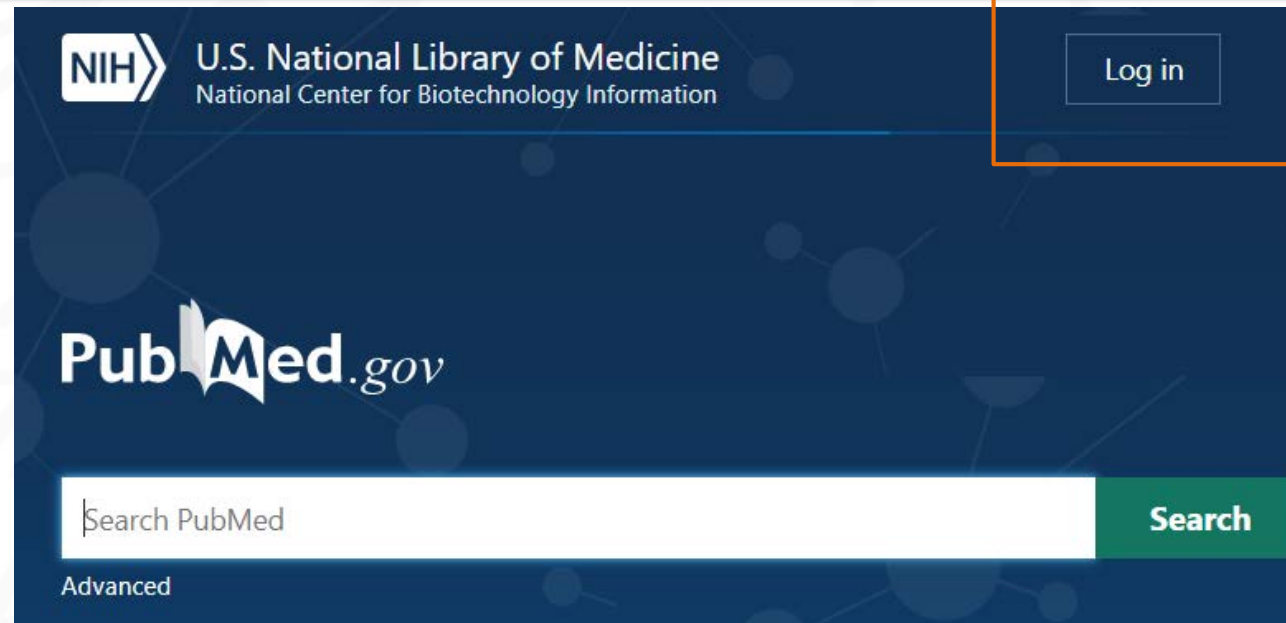 NIH
U.S. National Library of Medicine
National Center for Biotechnology Information
Log in
PubMed.gov
Search PubMed
Search
Advanced